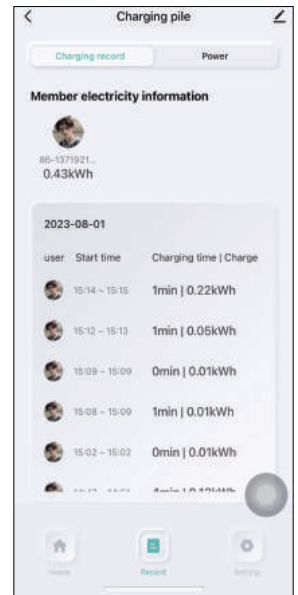 Charging pile
Charging record Power
Member electricity information
86-1371921...
0.43kWh
2023-08-01
user Start time Charging time | Charge
15:14 ~ 15:15 1min | 0.22kWh
15:12 ~ 15:13 1min | 0.05kWh
15:09 ~ 15:09 0min | 0.01kWh
15:08 ~ 15:09 1min | 0.01kWh
15:02 ~ 15:02 0min | 0.01kWh
Home Record Setting